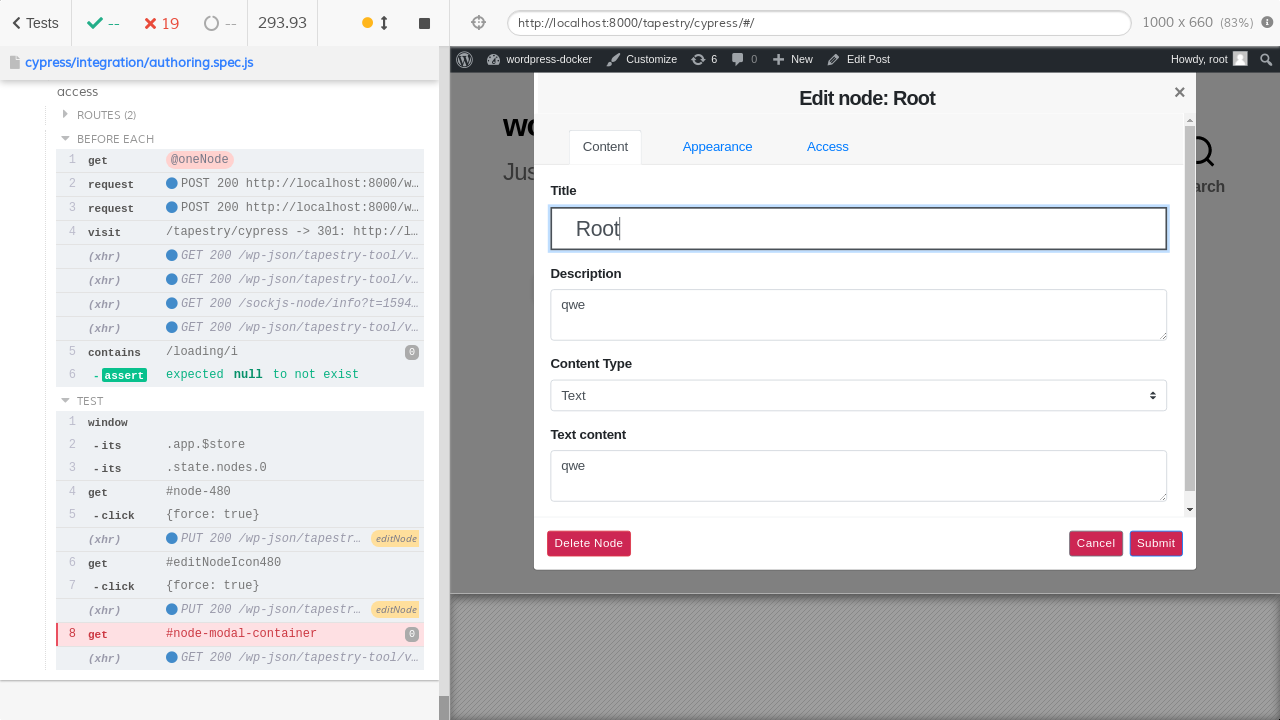 Tests
--
19
--
293.93
http://localhost:8000/tapestry/cypress/#/
1000 x 660 (83%)
cypress/integration/authoring.spec.js
access
ROUTES (2)
BEFORE EACH
1 get @oneNode
2 request POST 200 http://localhost:8000/w…
3 request POST 200 http://localhost:8000/w…
4 visit /tapestry/cypress -> 301: http://l…
(xhr) GET 200 /wp-json/tapestry-tool/v…
(xhr) GET 200 /wp-json/tapestry-tool/v…
(xhr) GET 200 /sockjs-node/info?t=1594…
(xhr) GET 200 /wp-json/tapestry-tool/v…
5 contains /loading/i 0
6 -assert expected null to not exist
TEST
1 window
2 -its .app.$store
3 -its .state.nodes.0
4 get #node-480
5 -click {force: true}
(xhr) PUT 200 /wp-json/tapestr… editNode
6 get #editNodeIcon480
7 -click {force: true}
(xhr) PUT 200 /wp-json/tapestr… editNode
8 get #node-modal-container 0
(xhr) GET 200 /wp-json/tapestry-tool/v…
wordpress-docker Customize 6 0 New Edit Post Howdy, root
Edit node: Root
×
Content Appearance Access
Title
Root
Description
qwe
Content Type
Text
Text content
qwe
Delete Node Cancel Submit